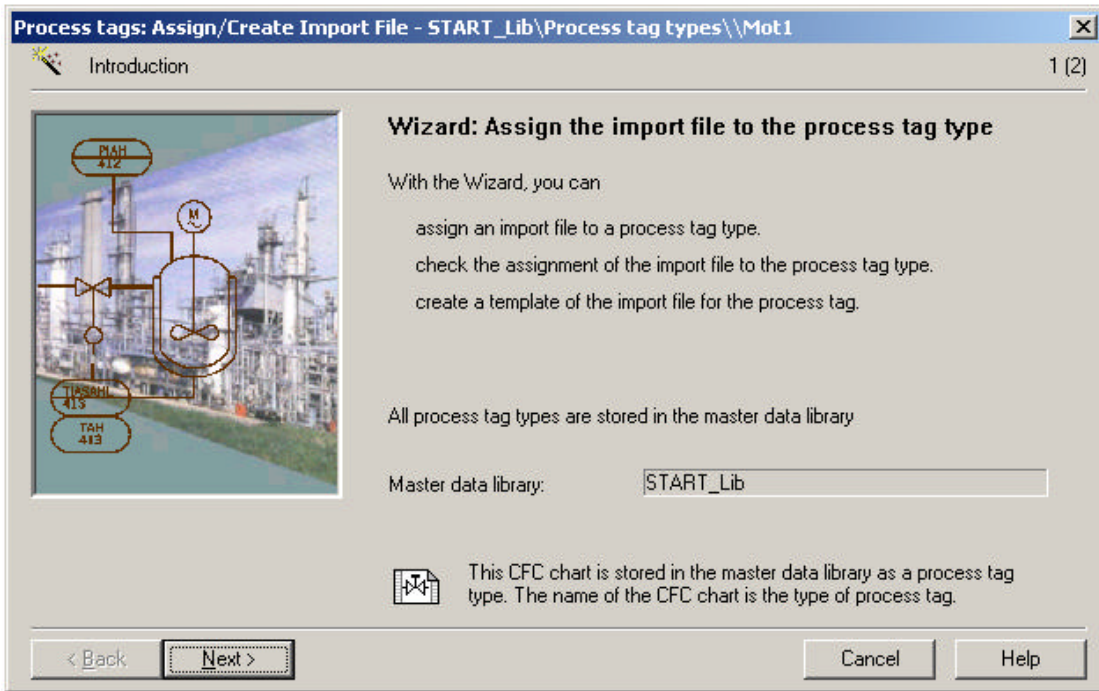 Process tags: Assign/Create Import File - START_Lib\Process tag types\\Mot1
Introduction
1 (2)
PIAH
412
M
TIASAHL
413
TAH
413
Wizard: Assign the import file to the process tag type
With the Wizard, you can
assign an import file to a process tag type.
check the assignment of the import file to the process tag type.
create a template of the import file for the process tag.
All process tag types are stored in the master data library
Master data library:
START_Lib
This CFC chart is stored in the master data library as a process tag
type. The name of the CFC chart is the type of process tag.
< Back
Next >
Cancel
Help